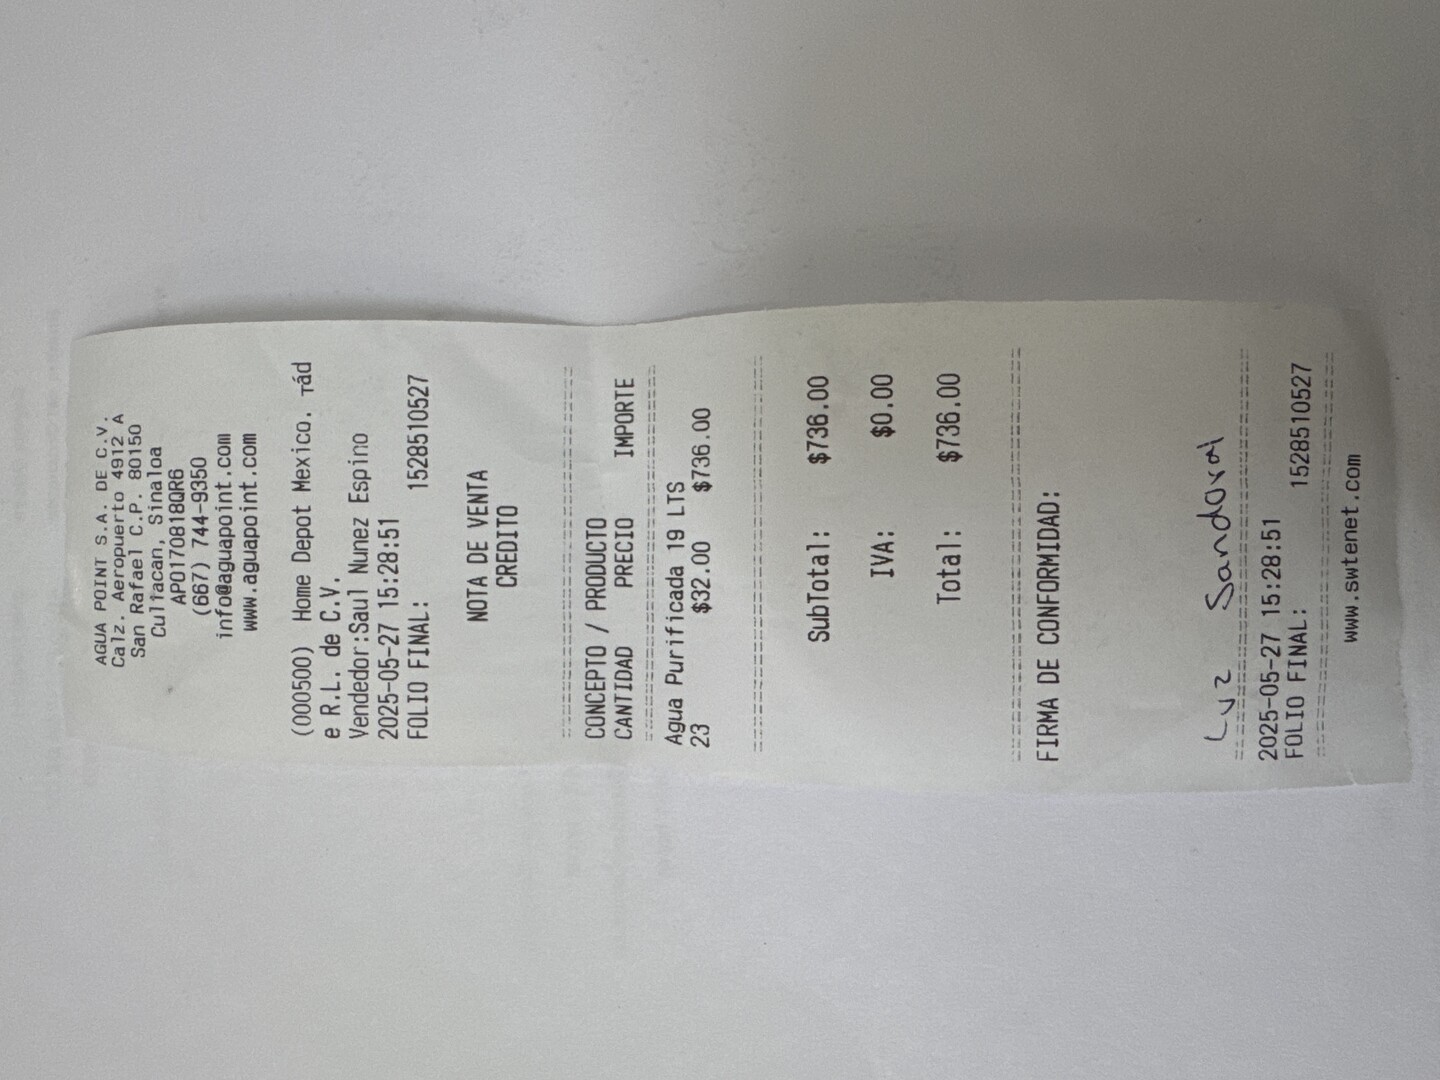 AGUA POINT S.A. DE C.V.
Calz. Aeropuerto 4912 A
San Rafael C.P. 80150
Culiacan, Sinaloa
APO170818QR6
(667) 744-9350
info@aguapoint.com
www.aguapoint.com
(000500) Home Depot Mexico. ┬ád
e R.L. de C.V.
Vendedor:Saul Nunez Espino
2025-05-27 15:28:51
FOLIO FINAL: 1528510527
NOTA DE VENTA
CREDITO
CONCEPTO / PRODUCTO
CANTIDAD PRECIO IMPORTE
Agua Purificada 19 LTS
23 $32.00 $736.00
SubTotal: $736.00
IVA: $0.00
Total: $736.00
FIRMA DE CONFORMIDAD:
Luz Sandoval
2025-05-27 15:28:51
FOLIO FINAL: 1528510527
www.swtenet.com